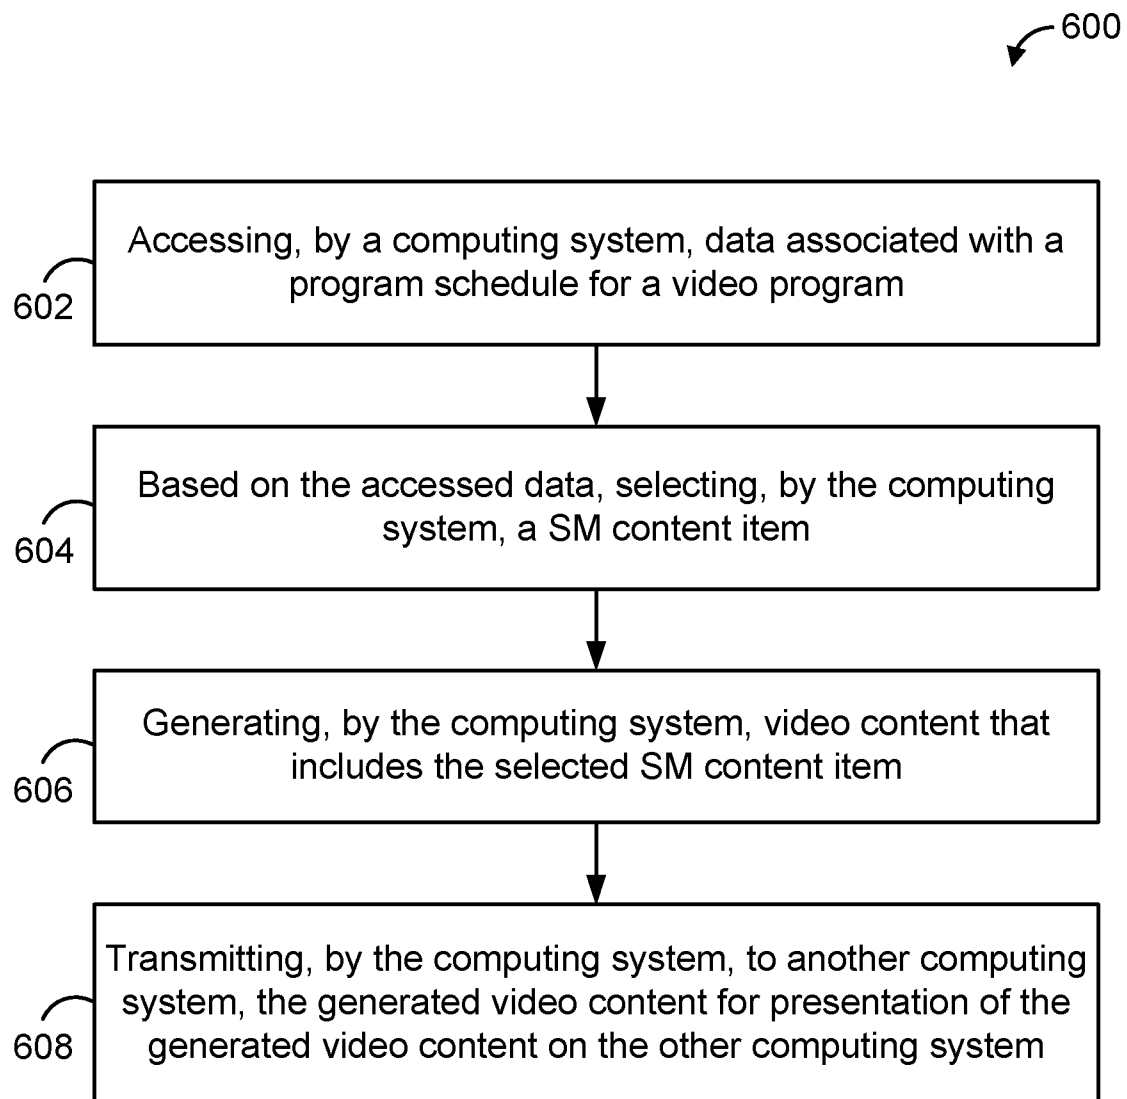 600
Accessing, by a computing system, data associated with a
program schedule for a video program
602
Based on the accessed data, selecting, by the computing
system, a SM content item
604
Generating, by the computing system, video content that
includes the selected SM content item
606
Transmitting, by the computing system, to another computing
system, the generated video content for presentation of the
generated video content on the other computing system
608